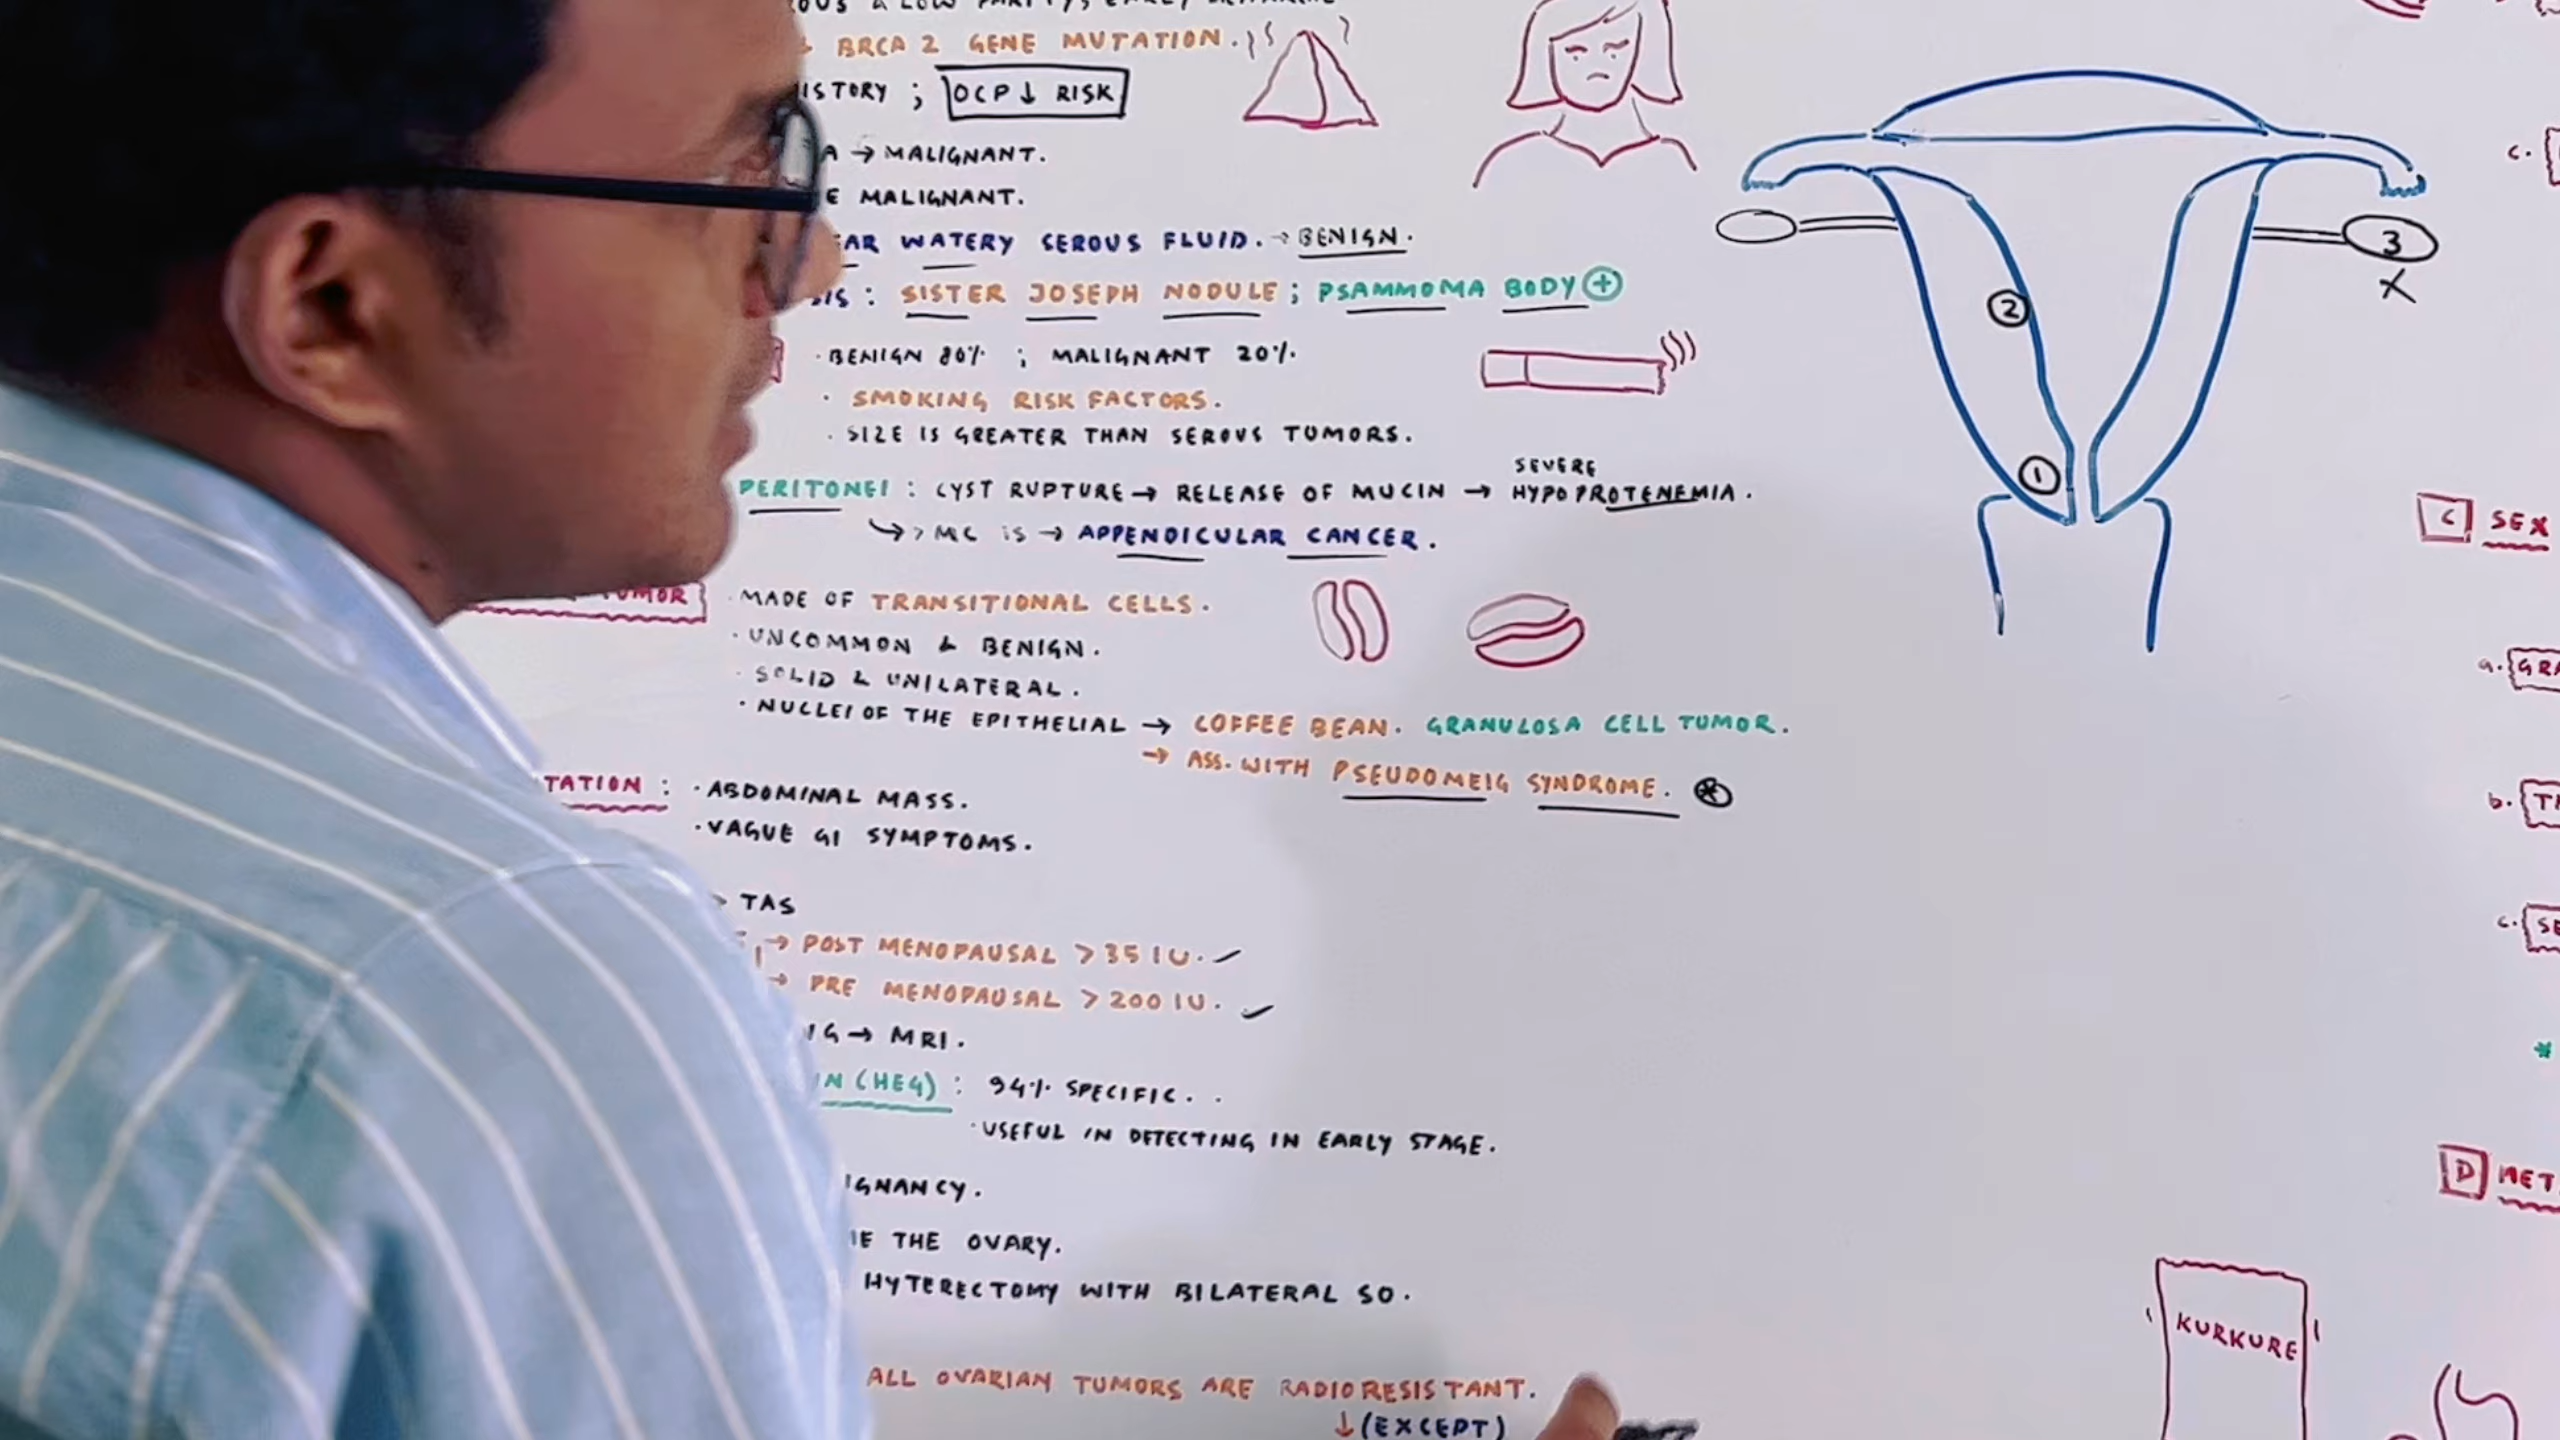 BRCA 2 GENE MUTATION.
; OCP↓ RISK
→ MALIGNANT.
MALIGNANT.
WATERY SEROUS FLUID. → BENIGN.
: SISTER JOSEPH NODULE ; PSAMMOMA BODY ⊕
· BENIGN 80% ; MALIGNANT 20%.
· SMOKING RISK FACTORS.
· SIZE IS GREATER THAN SEROUS TUMORS.
PERITONEI : CYST RUPTURE → RELEASE OF MUCIN → SEVERE HYPOPROTENEMIA.
MC IS → APPENDICULAR CANCER.
TUMOR
· MADE OF TRANSITIONAL CELLS.
· UNCOMMON & BENIGN.
· SOLID & UNILATERAL.
· NUCLEI OF THE EPITHELIAL → COFFEE BEAN. GRANULOSA CELL TUMOR.
→ ASS. WITH PSEUDOMEIG SYNDROME.
TATION : · ABDOMINAL MASS.
· VAGUE GI SYMPTOMS.
TAS
→ POST MENOPAUSAL > 35 IU.
→ PRE MENOPAUSAL > 200 IU.
→ MRI.
(HE4) : 94% SPECIFIC.
· USEFUL IN DETECTING IN EARLY STAGE.
IGNANCY.
THE OVARY.
HYTERECTOMY WITH BILATERAL SO.
ALL OVARIAN TUMORS ARE RADIORESISTANT.
↓ (EXCEPT)
1
2
3
X
KURKURE
c.
C SEX
a. GRA
b.
c. SE
*
D MET